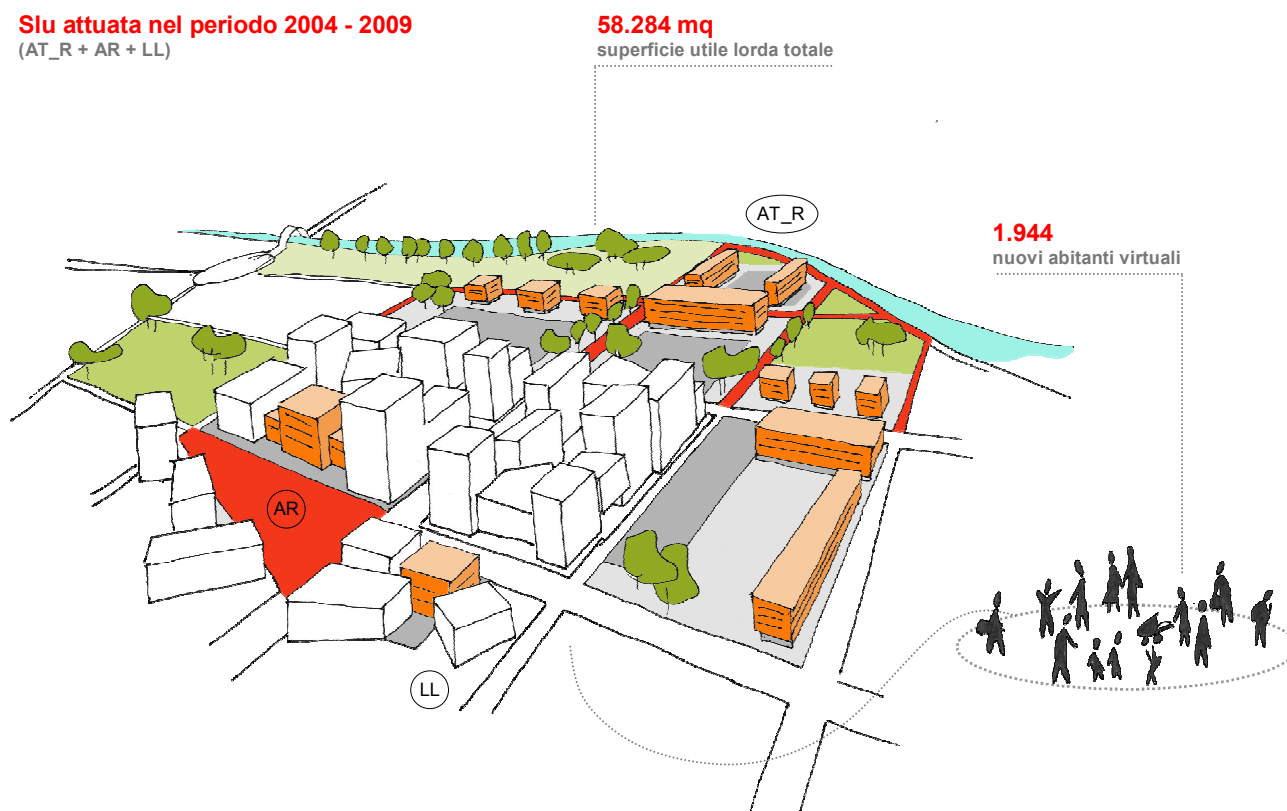 Slu attuata nel periodo 2004 - 2009
(AT_R + AR + LL)
58.284 mq
superficie utile lorda totale
AT_R
1.944
nuovi abitanti virtuali
AR
LL